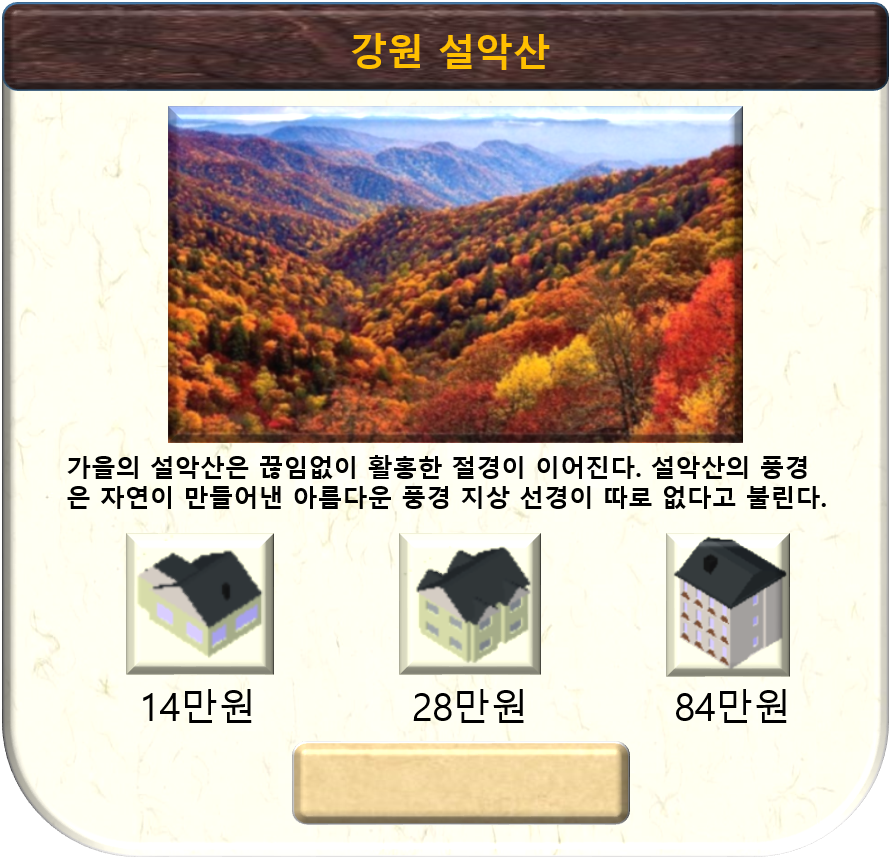 강원 설악산
가을의 설악산은 끊임없이 활홍한 절경이 이어진다. 설악산의 풍경
은 자연이 만들어낸 아름다운 풍경 지상 선경이 따로 없다고 불린다.
14만원 28만원 84만원